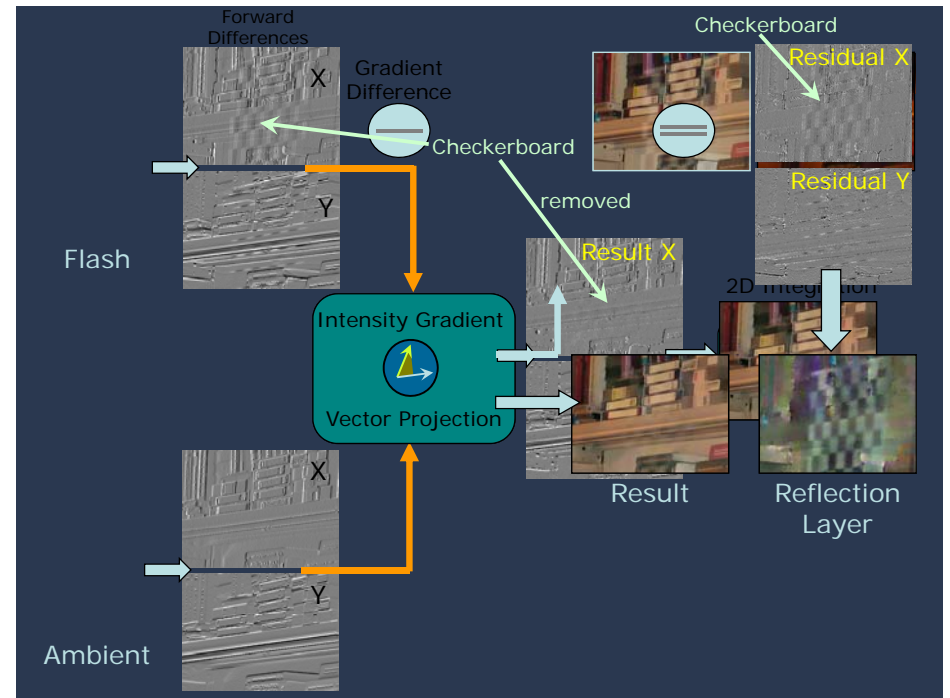 Forward
Differences
X
Y
Flash
Gradient
Difference
Checkerboard
removed
Checkerboard
Residual X
Residual Y
Result X
2D Integration
Intensity Gradient
Vector Projection
Result
Reflection
Layer
X
Y
Ambient